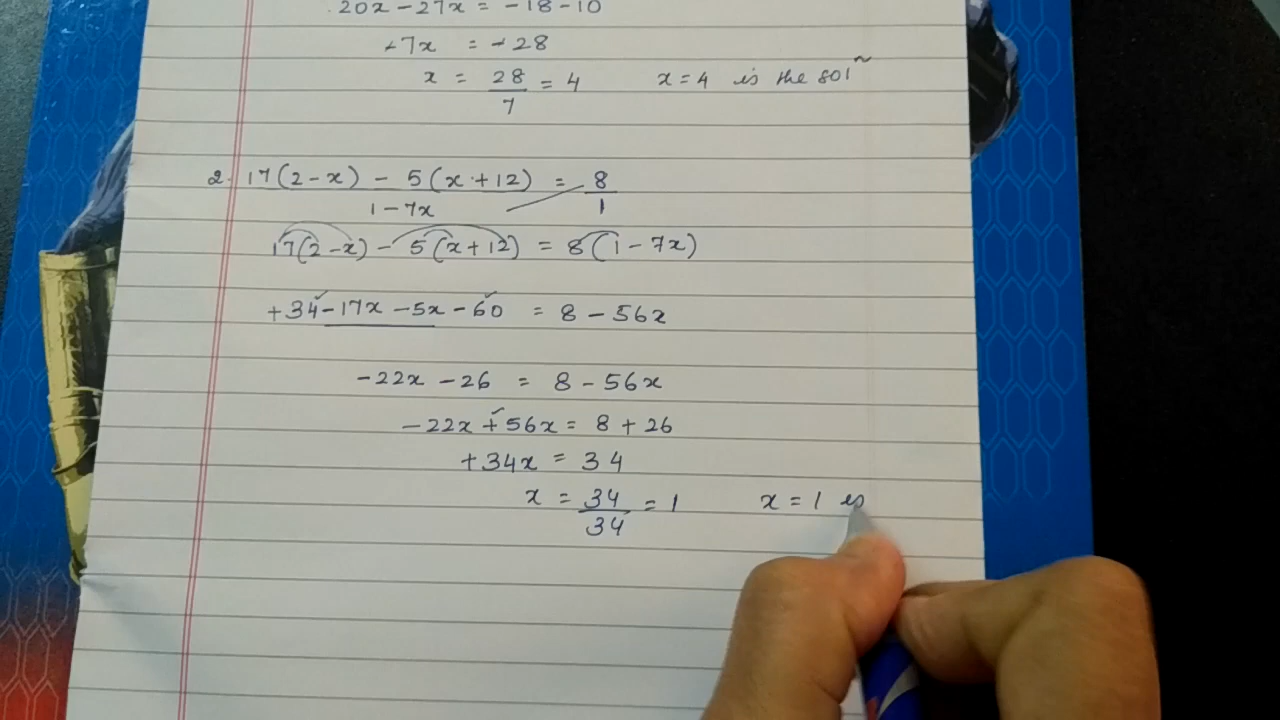 20x - 27x = -18 - 10
-7x = -28
x = 28/7 = 4 x = 4 is the sol~
2. 17(2 - x) - 5(x + 12) = 8
1 - 7x 1
17(2 - x) - 5(x + 12) = 8(1 - 7x)
+34 - 17x - 5x - 60 = 8 - 56x
-22x - 26 = 8 - 56x
-22x + 56x = 8 + 26
+34x = 34
x = 34/34 = 1 x = 1 is